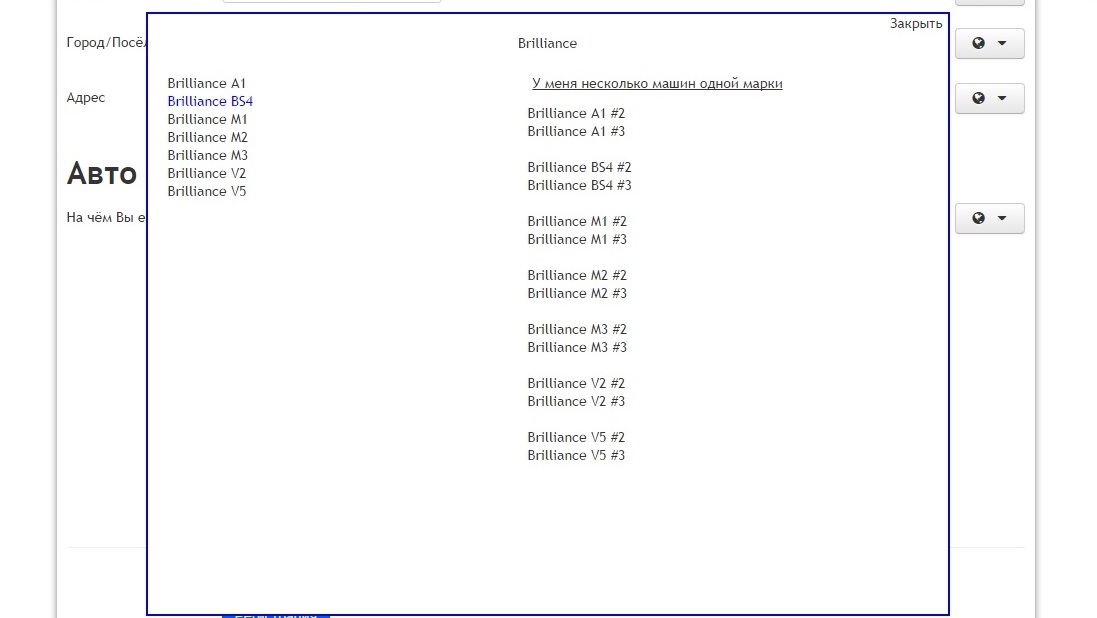 Закрыть
Brilliance
Город/Посёл
Адрес
Авто
На чём Вы е
Brilliance A1
Brilliance BS4
Brilliance M1
Brilliance M2
Brilliance M3
Brilliance V2
Brilliance V5
У меня несколько машин одной марки
Brilliance A1 #2
Brilliance A1 #3
Brilliance BS4 #2
Brilliance BS4 #3
Brilliance M1 #2
Brilliance M1 #3
Brilliance M2 #2
Brilliance M2 #3
Brilliance M3 #2
Brilliance M3 #3
Brilliance V2 #2
Brilliance V2 #3
Brilliance V5 #2
Brilliance V5 #3